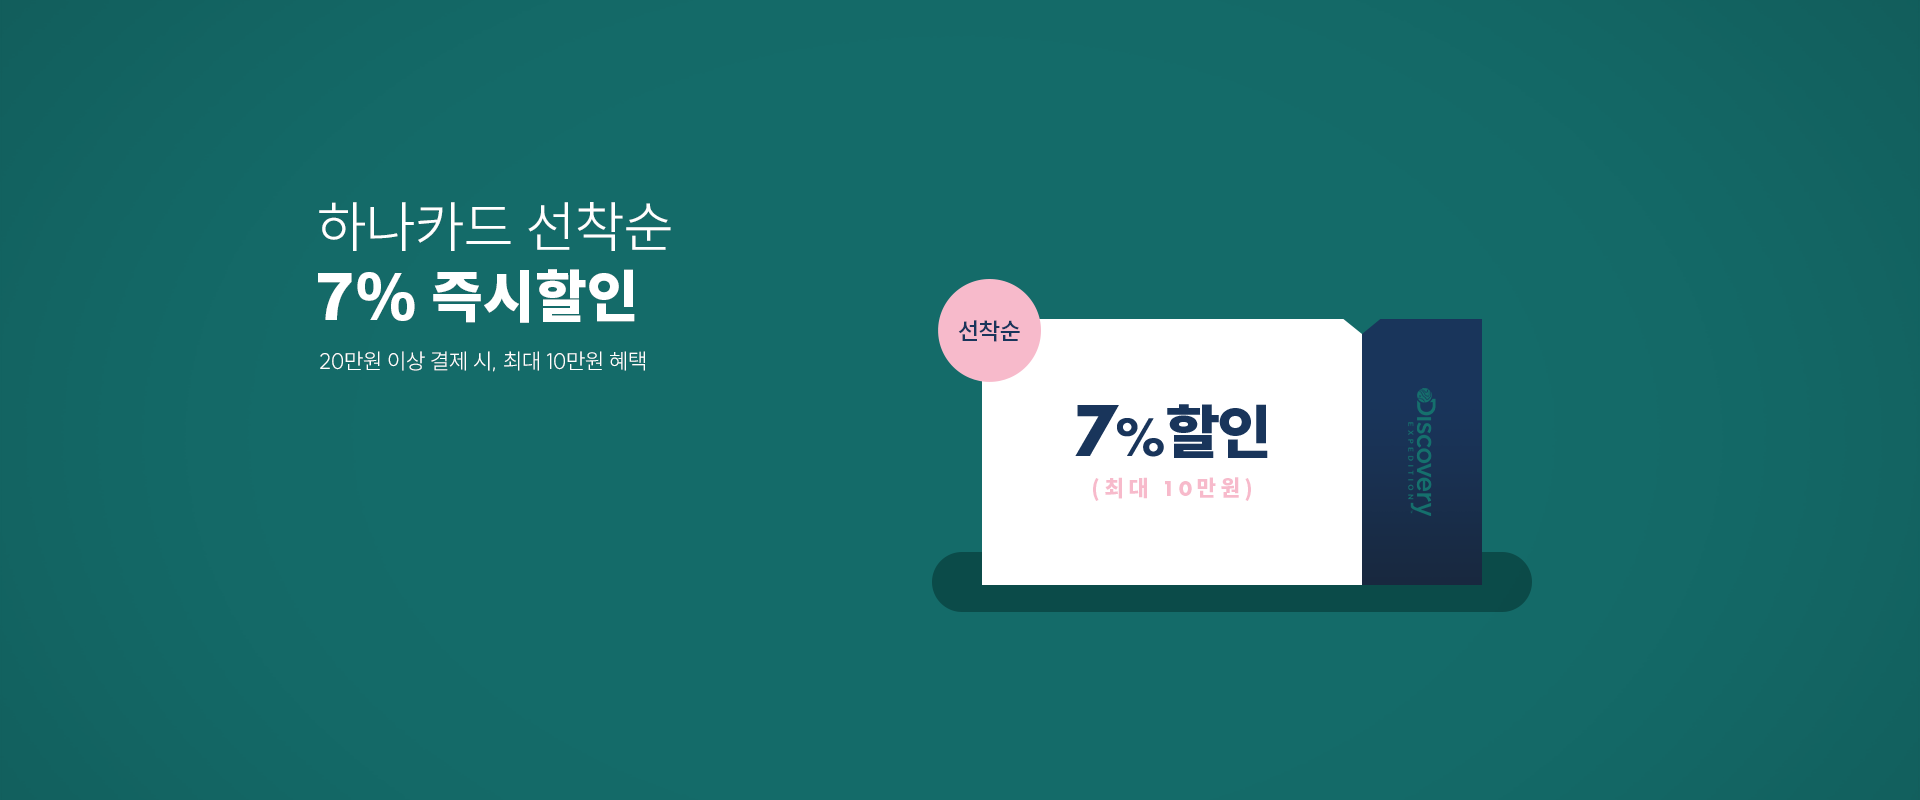 하나카드 선착순
7% 즉시할인
20만원 이상 결제 시, 최대 10만원 혜택
선착순
7%할인
(최대 10만원)
Discovery
EXPEDITION